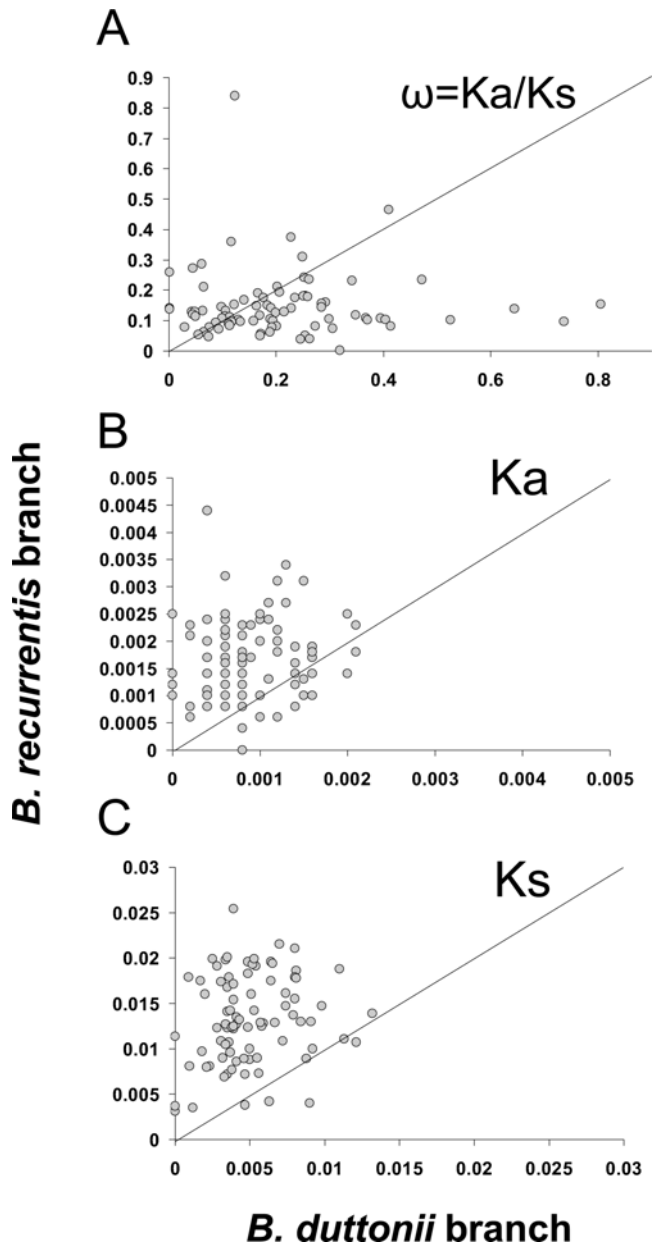 A
ω=Ka/Ks
0.9
0.8
0.7
0.6
0.5
0.4
0.3
0.2
0.1
0
0 0.2 0.4 0.6 0.8
B
Ka
0.005
0.0045
0.004
0.0035
0.003
0.0025
0.002
0.0015
0.001
0.0005
0
0 0.001 0.002 0.003 0.004 0.005
B. recurrentis branch
C
Ks
0.03
0.025
0.02
0.015
0.01
0.005
0
0 0.005 0.01 0.015 0.02 0.025 0.03
B. duttonii branch